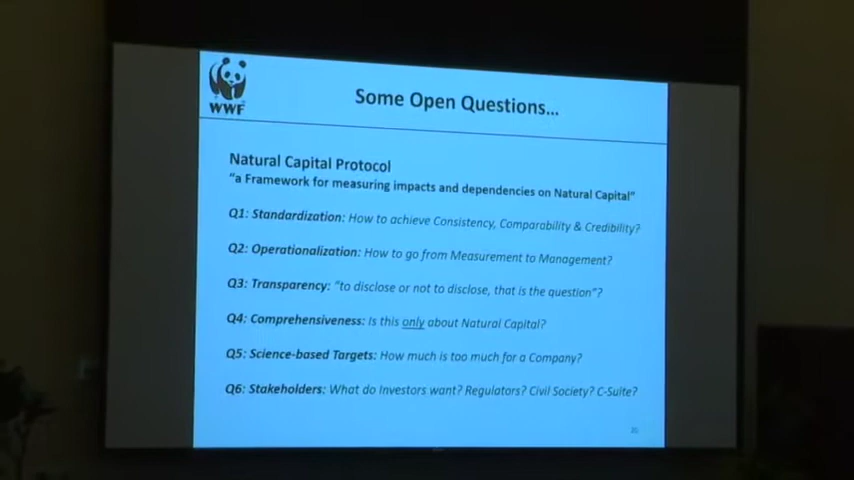 WWF
Some Open Questions...
Natural Capital Protocol
"a Framework for measuring impacts and dependencies on Natural Capital"
Q1: Standardization: How to achieve Consistency, Comparability & Credibility?
Q2: Operationalization: How to go from Measurement to Management?
Q3: Transparency: "to disclose or not to disclose, that is the question"?
Q4: Comprehensiveness: Is this only about Natural Capital?
Q5: Science-based Targets: How much is too much for a Company?
Q6: Stakeholders: What do Investors want? Regulators? Civil Society? C-Suite?